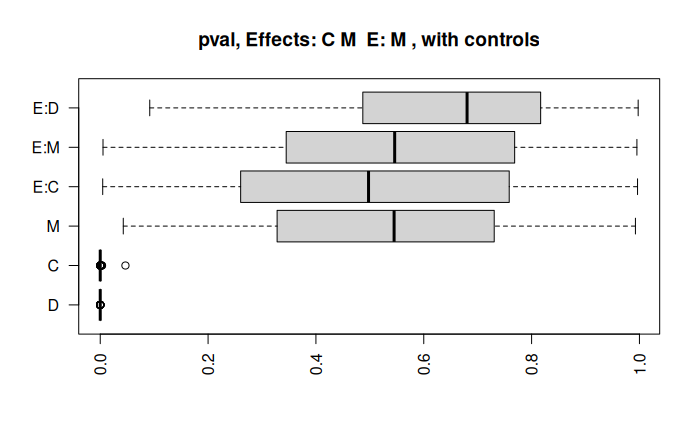 pval, Effects: C M  E: M , with controls
E:D
E:M
E:C
M
C
D
0.0
0.2
0.4
0.6
0.8
1.0